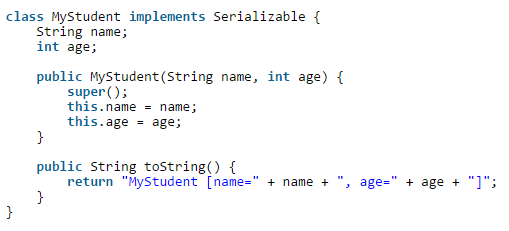 class MyStudent implements Serializable {
    String name;
    int age;

    public MyStudent(String name, int age) {
        super();
        this.name = name;
        this.age = age;
    }

    public String toString() {
        return "MyStudent [name=" + name + ", age=" + age + "]";
    }
}